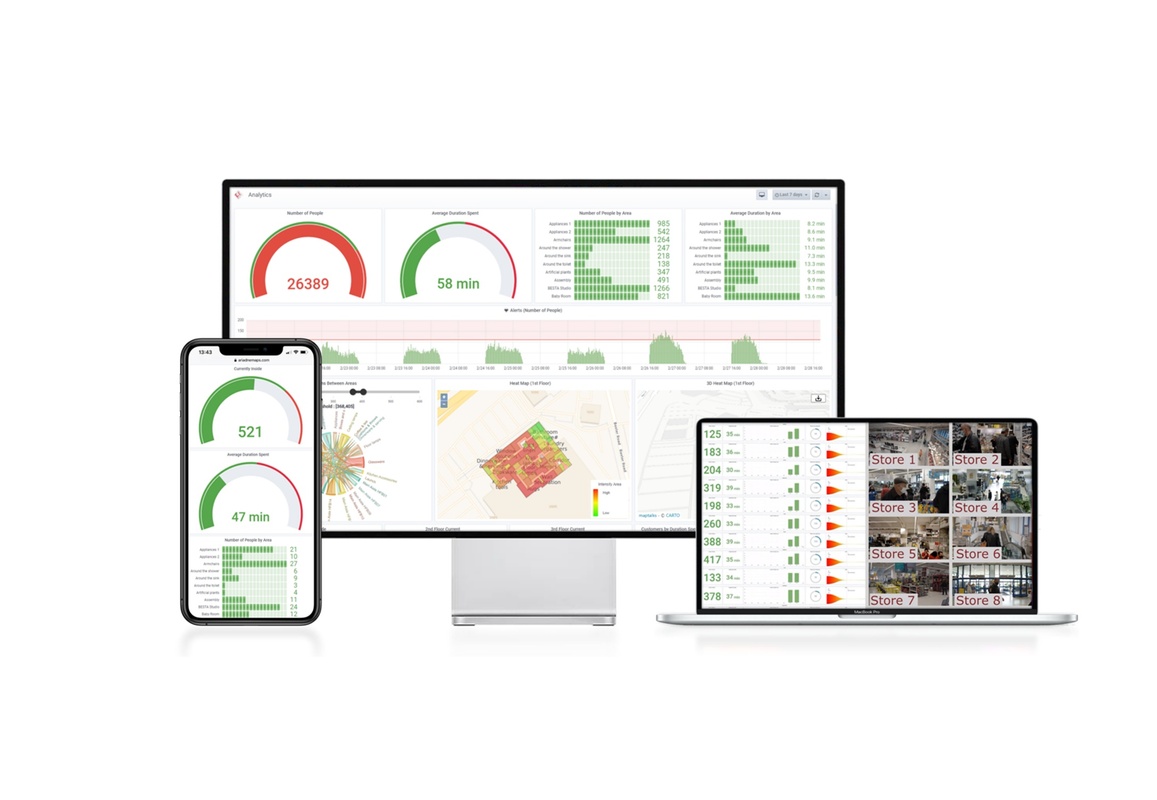 Analytics
Last 7 days
Number of People
26389
Average Duration Spent
58 min
Number of People by Area
Appliances 1 985
Appliances 2 542
Armchairs 1264
Around the shower 247
Around the sink 218
Around the toilet 138
Artificial plants 347
Assembly 491
BESTA Studio 1266
Baby Room 821
Average Duration by Area
Appliances 1 8.2 min
Appliances 2 8.6 min
Armchairs 9.1 min
Around the shower 11.0 min
Around the sink 7.3 min
Around the toilet 13.3 min
Artificial plants 9.5 min
Assembly 9.9 min
BESTA Studio 8.1 min
Baby Room 13.6 min
Alerts (Number of People)
Between Areas
Heat Map (1st Floor)
Intensity Area
High
Low
3D Heat Map (1st Floor)
maptelho - © CARTO
2nd Floor Current
3rd Floor Current
13:43
ariadnemaps.com
Currently Inside
521
Average Duration Spent
47 min
Number of People by Area
Appliances 1 21
Appliances 2 10
Armchairs 27
Around the shower 6
Around the sink 9
Around the toilet 3
Artificial plants 4
Assembly 11
BESTA Studio 24
Baby Room 12
125 35 min
183 36 min
204 30 min
319 39 min
198 33 min
260 33 min
388 39 min
417 35 min
133 34 min
378 37 min
Store 1
Store 2
Store 3
Store 4
Store 5
Store 6
Store 7
Store 8
MacBook Pro